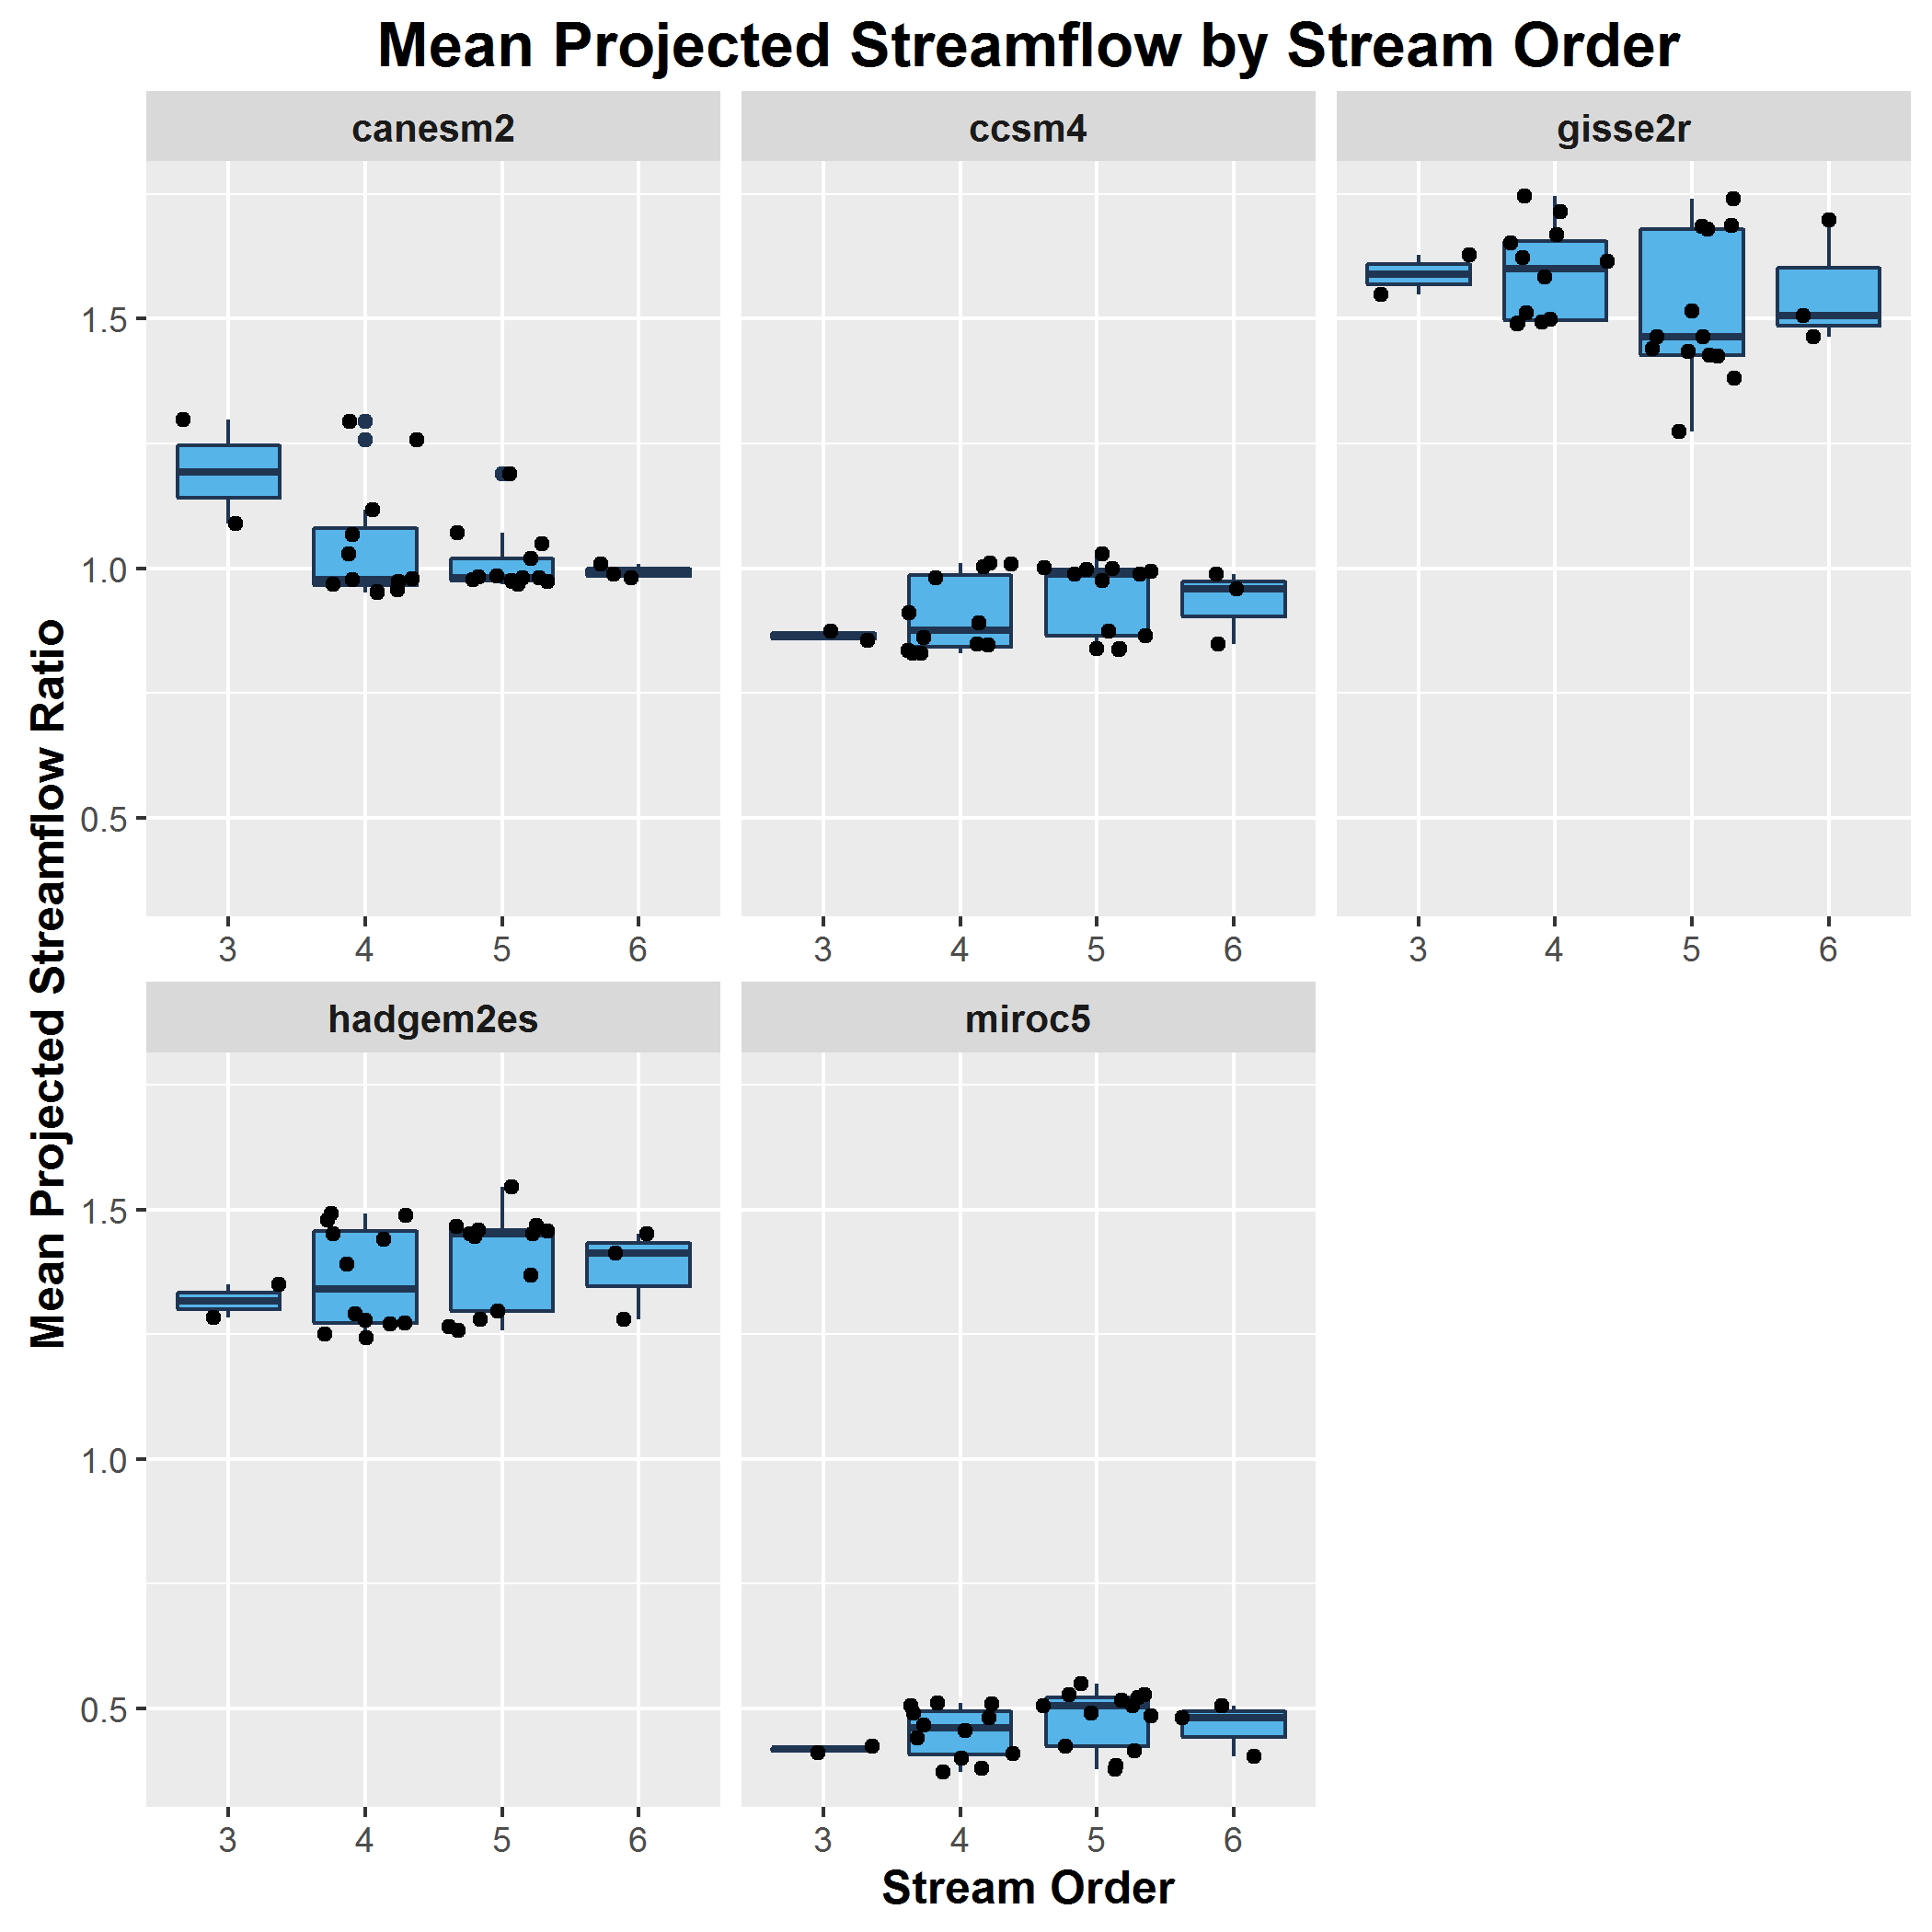 Mean Projected Streamflow by Stream Order
canesm2
ccsm4
gisse2r
1.5
1.0
0.5
3 4 5 6
3 4 5 6
3 4 5 6
Mean Projected Streamflow Ratio
hadgem2es
miroc5
1.5
1.0
0.5
3 4 5 6
3 4 5 6
Stream Order